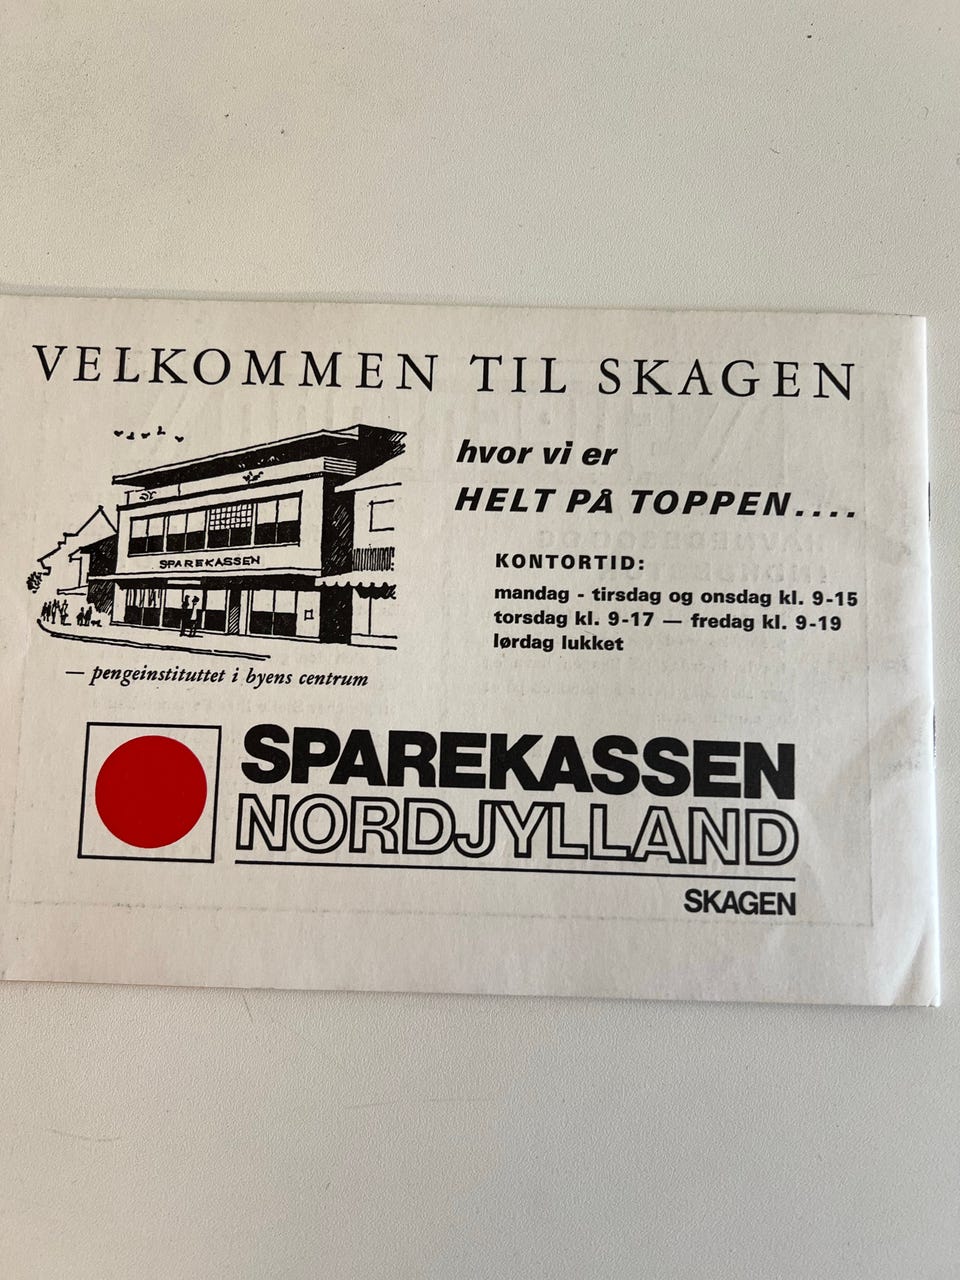 VELKOMMEN TIL SKAGEN
hvor vi er
HELT PÅ TOPPEN....
SPAREKASSEN
KONTORTID:
mandag - tirsdag og onsdag kl. 9-15
torsdag kl. 9-17 — fredag kl. 9-19
lørdag lukket
— pengeinstituttet i byens centrum
SPAREKASSEN
NORDJYLLAND
SKAGEN